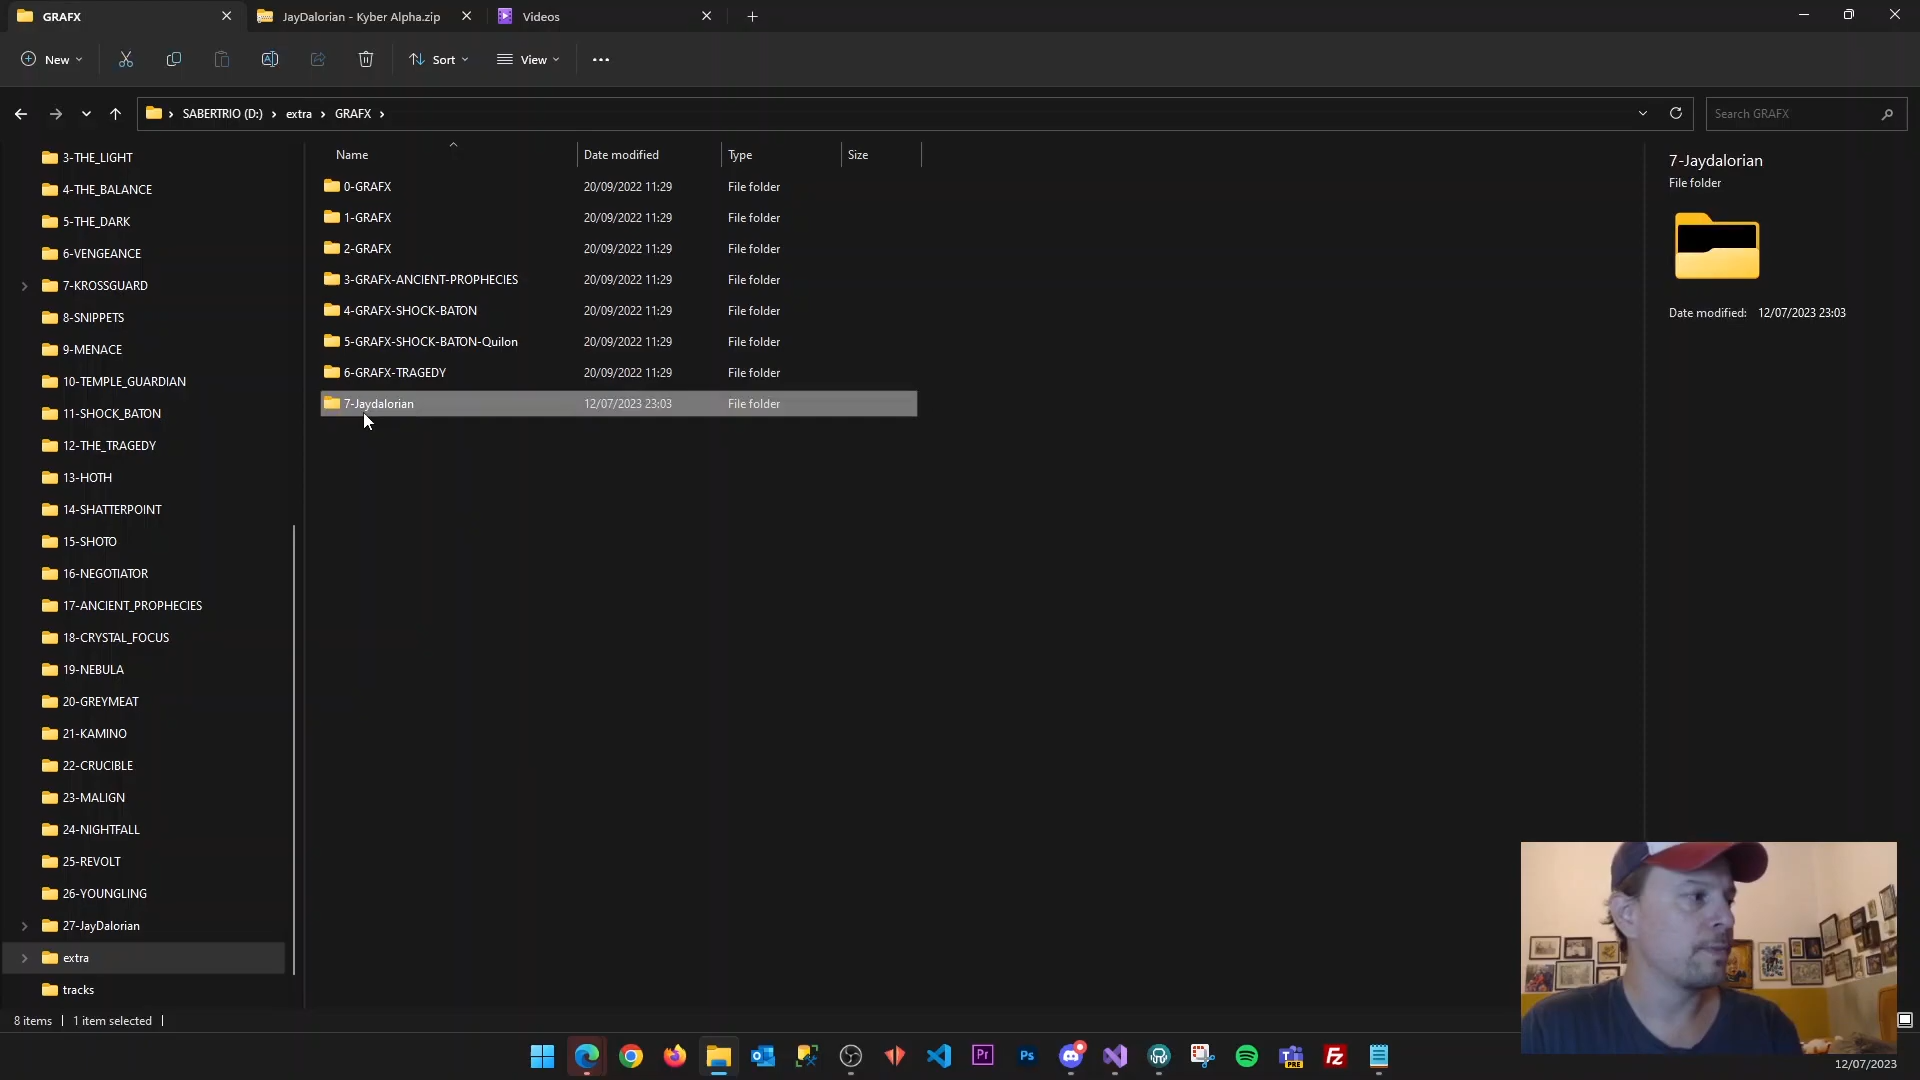 GRAFX
JayDalorian - Kyber Alpha.zip
Videos
New
Sort
View
SABERTRIO (D:)
extra
GRAFX
Search GRAFX
3-THE_LIGHT
4-THE_BALANCE
5-THE_DARK
6-VENGEANCE
7-KROSSGUARD
8-SNIPPETS
9-MENACE
10-TEMPLE_GUARDIAN
11-SHOCK_BATON
12-THE_TRAGEDY
13-HOTH
14-SHATTERPOINT
15-SHOTO
16-NEGOTIATOR
17-ANCIENT_PROPHECIES
18-CRYSTAL_FOCUS
19-NEBULA
20-GREYMEAT
21-KAMINO
22-CRUCIBLE
23-MALIGN
24-NIGHTFALL
25-REVOLT
26-YOUNGLING
27-JayDalorian
extra
tracks
Name Date modified Type Size
0-GRAFX 20/09/2022 11:29 File folder
1-GRAFX 20/09/2022 11:29 File folder
2-GRAFX 20/09/2022 11:29 File folder
3-GRAFX-ANCIENT-PROPHECIES 20/09/2022 11:29 File folder
4-GRAFX-SHOCK-BATON 20/09/2022 11:29 File folder
5-GRAFX-SHOCK-BATON-Quilon 20/09/2022 11:29 File folder
6-GRAFX-TRAGEDY 20/09/2022 11:29 File folder
7-Jaydalorian 12/07/2023 23:03 File folder
7-Jaydalorian
File folder
Date modified: 12/07/2023 23:03
8 items
1 item selected
Pr
Ps
PRE
Fz
12/07/2023